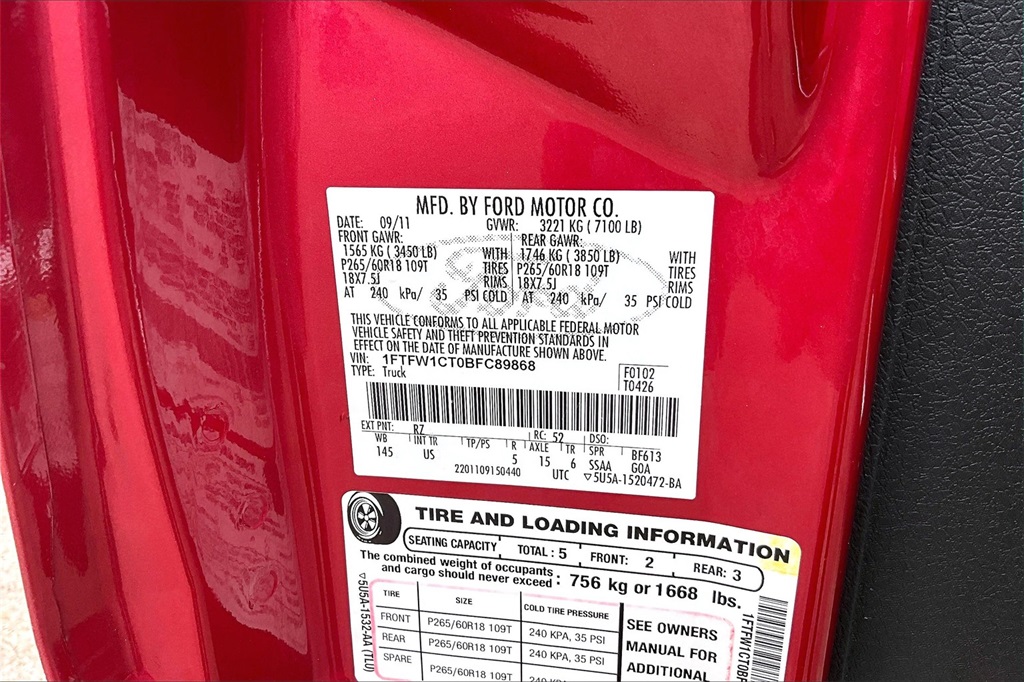 MFD. BY FORD MOTOR CO.
DATE: 09/11 GVWR: 3221 KG ( 7100 LB)
FRONT GAWR: REAR GAWR:
1565 KG ( 3450 LB) WITH 1746 KG ( 3850 LB) WITH
P265/60R18 109T TIRES P265/60R18 109T TIRES
18X7.5J RIMS 18X7.5J RIMS
AT 240 kPa/ 35 PSI COLD AT 240 kPa/ 35 PSI COLD
THIS VEHICLE CONFORMS TO ALL APPLICABLE FEDERAL MOTOR
VEHICLE SAFETY AND THEFT PREVENTION STANDARDS IN
EFFECT ON THE DATE OF MANUFACTURE SHOWN ABOVE.
VIN: 1FTFW1CT0BFC89868
TYPE: Truck
F0102
T0426
EXT PNT: RZ RC: 52 DSO:
WB INT TR TP/PS R AXLE TR SPR BF613
145 US 5 15 6 SSAA GOA
2201109150440 UTC ▽5U5A-1520472-BA
TIRE AND LOADING INFORMATION
SEATING CAPACITY TOTAL : 5 FRONT: 2 REAR: 3
The combined weight of occupants
and cargo should never exceed : 756 kg or 1668 lbs.
TIRE SIZE COLD TIRE PRESSURE
FRONT P265/60R18 109T 240 KPA, 35 PSI
REAR P265/60R18 109T 240 KPA, 35 PSI
SPARE P265/60R18 109T
SEE OWNERS
MANUAL FOR
ADDITIONAL
▽5U5A-1532-AA (TLU)
1FTFW1CT0BF